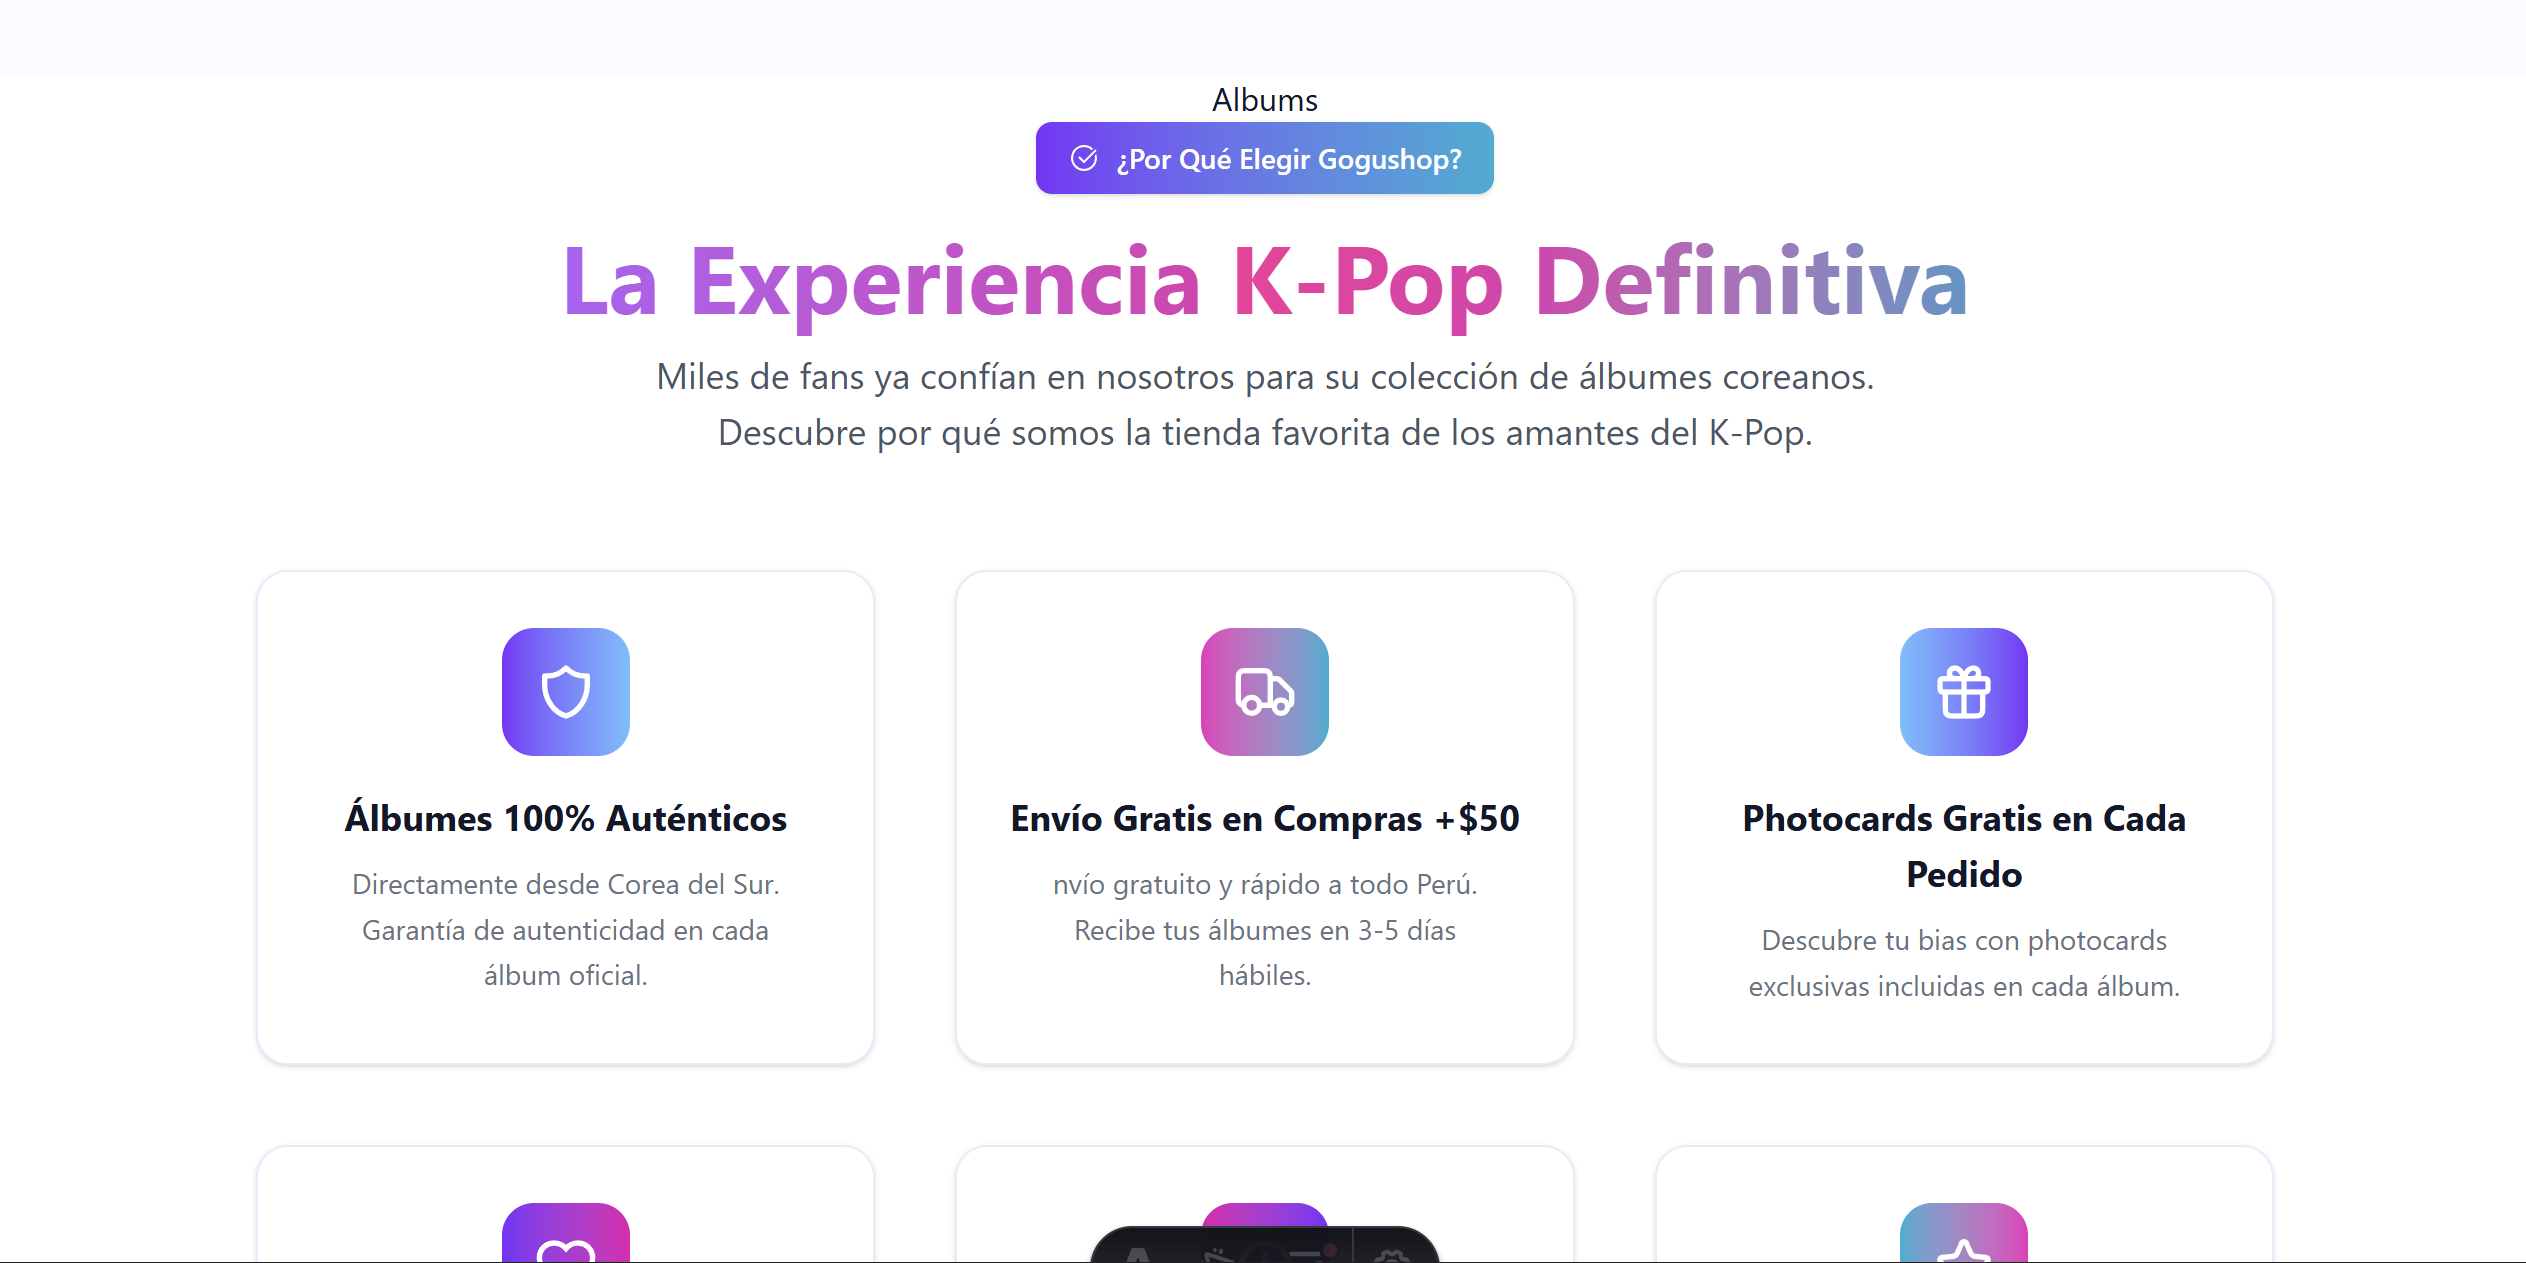 Albums
¿Por Qué Elegir Gogushop?
La Experiencia K-Pop Definitiva
Miles de fans ya confían en nosotros para su colección de álbumes coreanos.
Descubre por qué somos la tienda favorita de los amantes del K-Pop.
Álbumes 100% Auténticos
Directamente desde Corea del Sur.
Garantía de autenticidad en cada
álbum oficial.
Envío Gratis en Compras +$50
nvío gratuito y rápido a todo Perú.
Recibe tus álbumes en 3-5 días
hábiles.
Photocards Gratis en Cada
Pedido
Descubre tu bias con photocards
exclusivas incluidas en cada álbum.